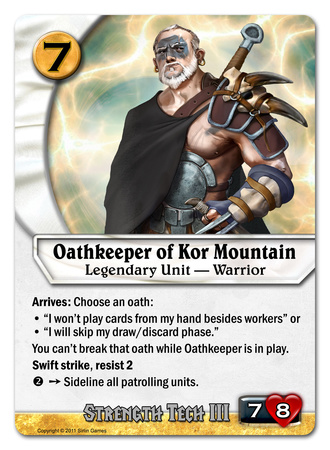 7
Oathkeeper of Kor Mountain
Legendary Unit — Warrior
Arrives: Choose an oath:
• “I won’t play cards from my hand besides workers” or
• “I will skip my draw/discard phase.”
You can’t break that oath while Oathkeeper is in play.
Swift strike, resist 2
❷ → Sideline all patrolling units.
Strength Tech III
7 8
Copyright © 2011 Sirlin Games